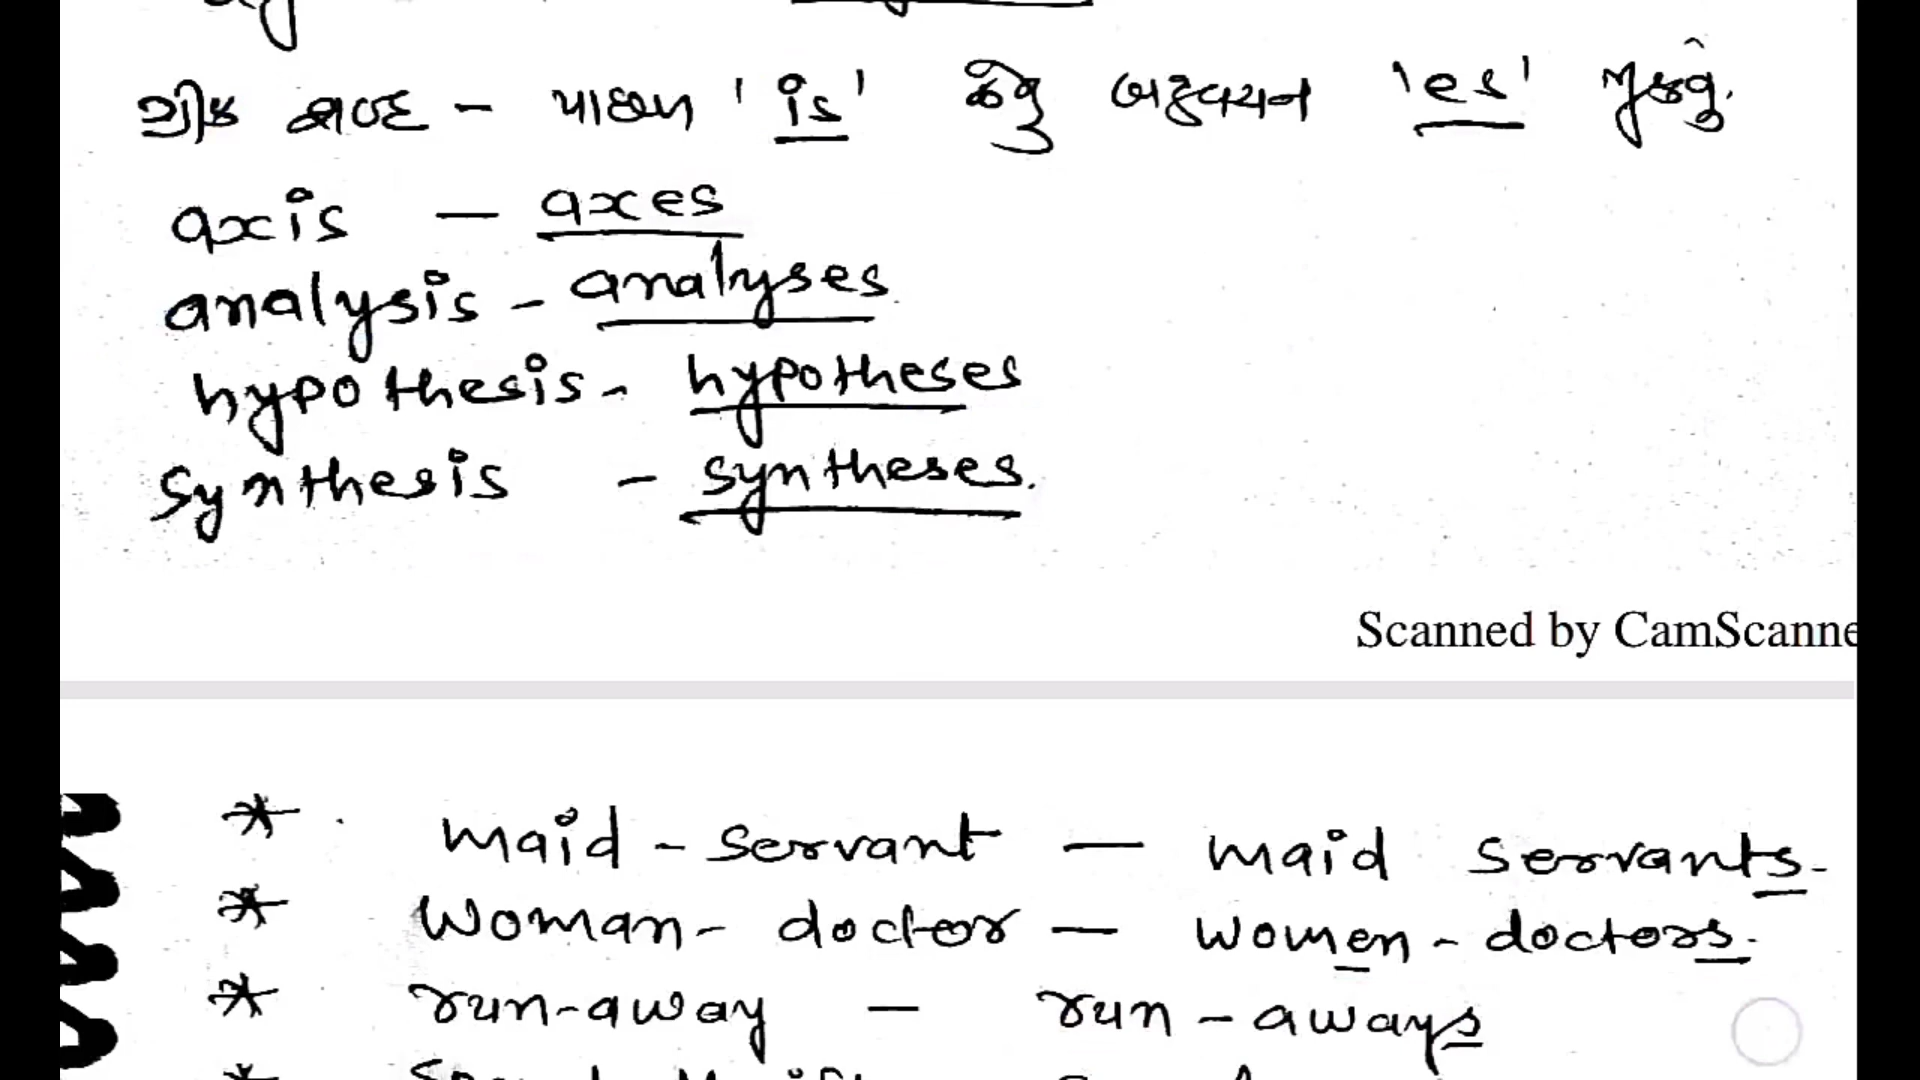 ગ્રીક શબ્દ - પાછળ 'is' હોય તેનું બહુવચન 'es' મુકવું.
axis - axes
analysis - analyses
hypothesis - hypotheses
synthesis - syntheses.
Scanned by CamScanne
* maid - servant - maid servants.
* woman - doctor - women - doctors.
* run-away - run - aways